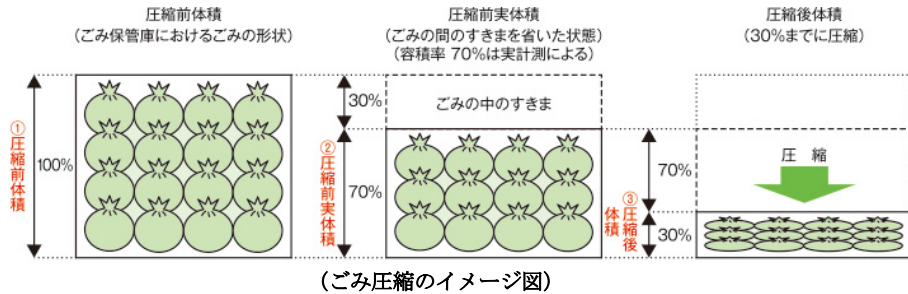 圧縮前体積
(ごみ保管庫におけるごみの形状)
①圧縮前体積
100%
圧縮前実体積
(ごみの間のすきまを省いた状態)
(容積率 70%は実計測による)
30%
ごみの中のすきま
②圧縮前実体積
70%
圧縮後体積
(30%までに圧縮)
圧 縮
70%
③圧縮後
体積
30%
(ごみ圧縮のイメージ図)